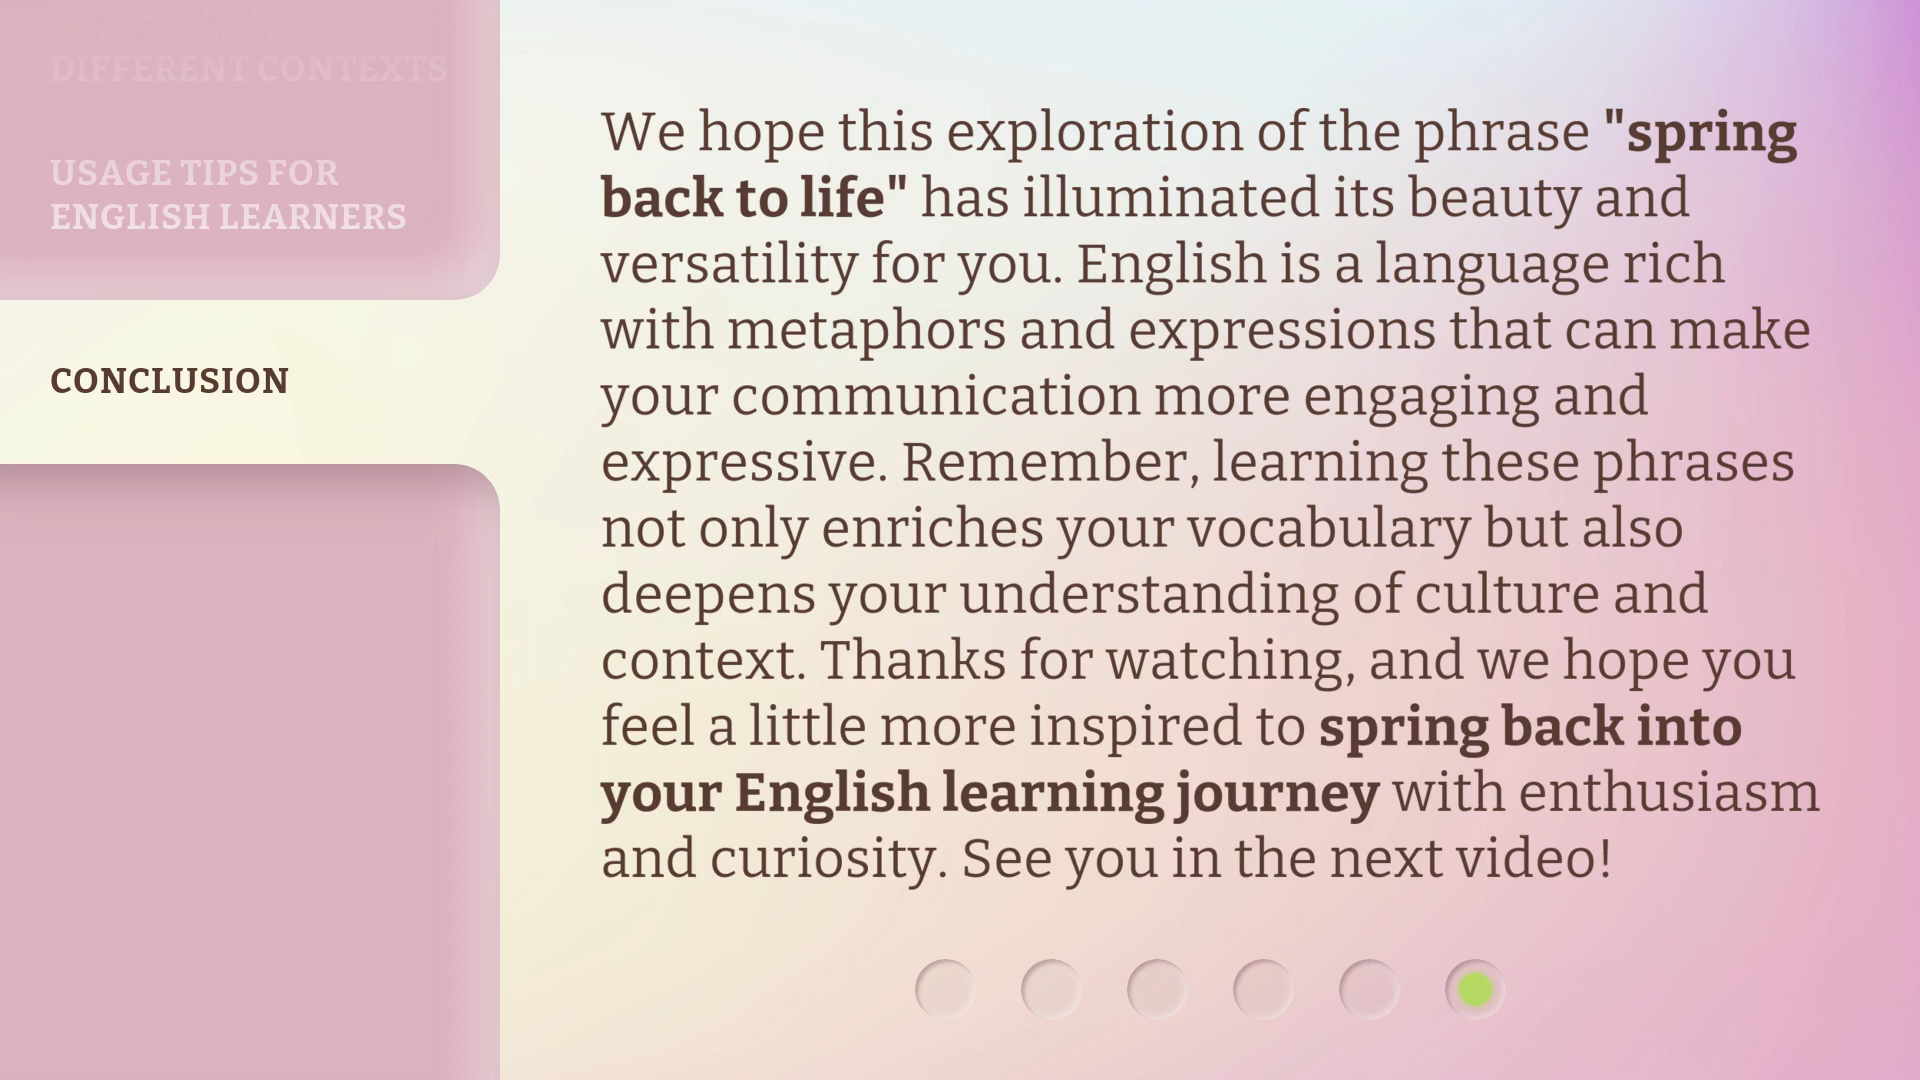 DIFFERENT CONTEXTS
USAGE TIPS FOR
ENGLISH LEARNERS
CONCLUSION
We hope this exploration of the phrase "spring
back to life" has illuminated its beauty and
versatility for you. English is a language rich
with metaphors and expressions that can make
your communication more engaging and
expressive. Remember, learning these phrases
not only enriches your vocabulary but also
deepens your understanding of culture and
context. Thanks for watching, and we hope you
feel a little more inspired to spring back into
your English learning journey with enthusiasm
and curiosity. See you in the next video!